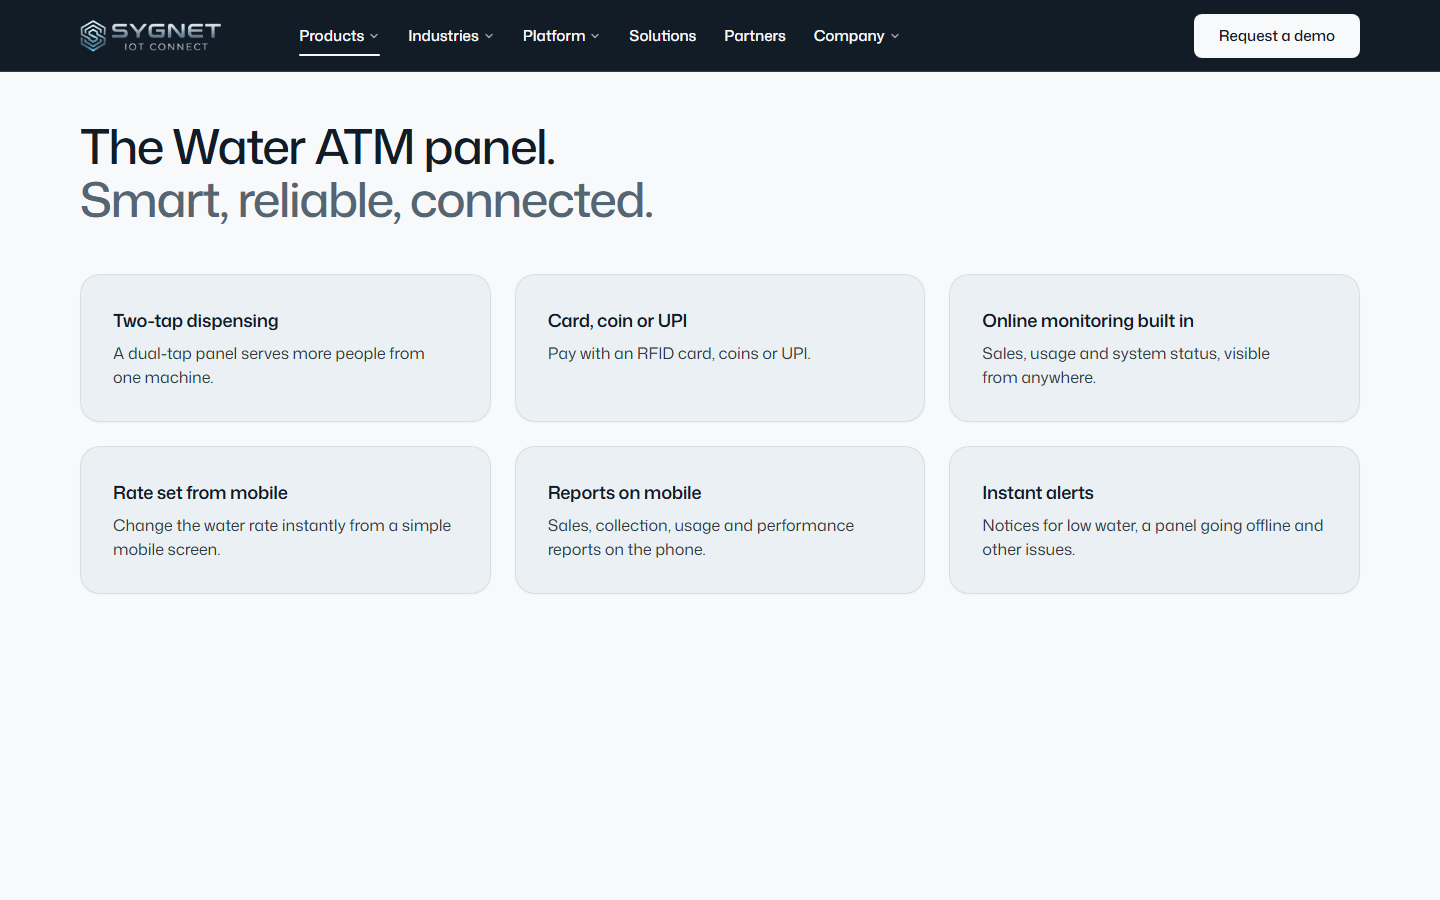 SYGNET
IOT CONNECT
Products
Industries
Platform
Solutions
Partners
Company
Request a demo
The Water ATM panel.
Smart, reliable, connected.
Two-tap dispensing
A dual-tap panel serves more people from
one machine.
Card, coin or UPI
Pay with an RFID card, coins or UPI.
Online monitoring built in
Sales, usage and system status, visible
from anywhere.
Rate set from mobile
Change the water rate instantly from a simple
mobile screen.
Reports on mobile
Sales, collection, usage and performance
reports on the phone.
Instant alerts
Notices for low water, a panel going offline and
other issues.